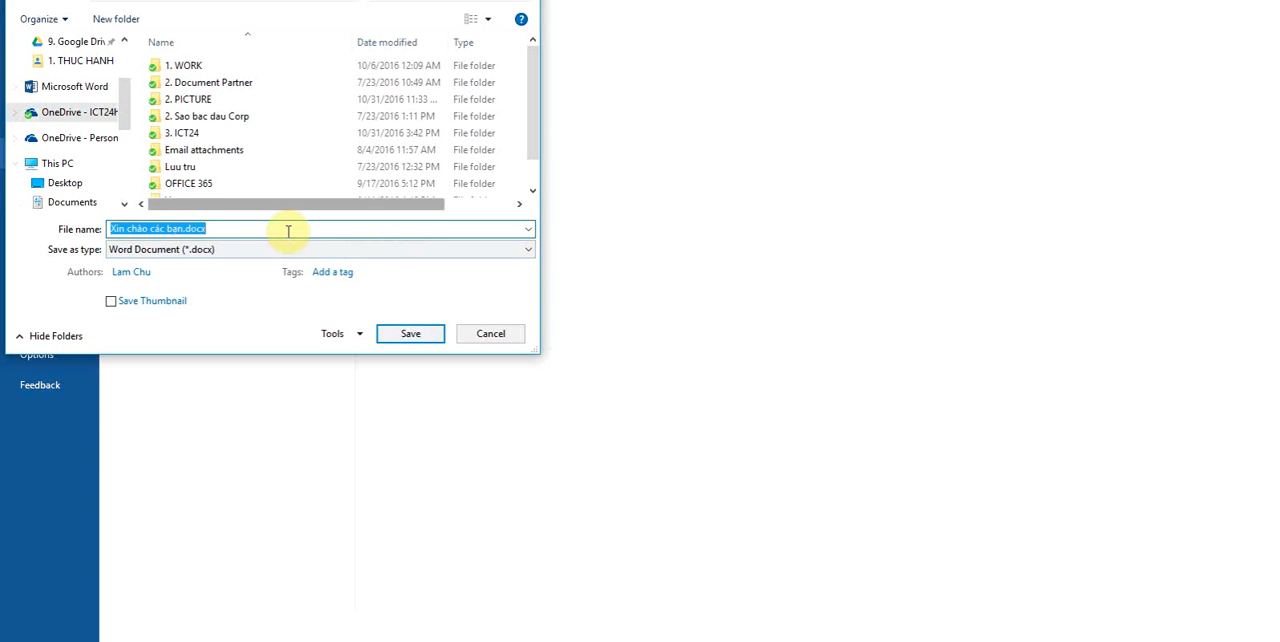 Organize New folder
9. Google Driv
1. THUC HANH
Microsoft Word
OneDrive - ICT24H
OneDrive - Person
This PC
Desktop
Documents
Name Date modified Type
1. WORK 10/6/2016 12:09 AM File folder
2. Document Partner 7/23/2016 10:49 AM File folder
2. PICTURE 10/31/2016 11:33 ... File folder
2. Sao bac dau Corp 7/23/2016 1:11 PM File folder
3. ICT24 10/31/2016 3:42 PM File folder
Email attachments 8/4/2016 11:57 AM File folder
Luu tru 7/23/2016 12:32 PM File folder
OFFICE 365 9/17/2016 5:12 PM File folder
File name: Xin chào các bạn.docx
Save as type: Word Document (*.docx)
Authors: Lam Chu Tags: Add a tag
Save Thumbnail
Hide Folders Tools Save Cancel
Options
Feedback